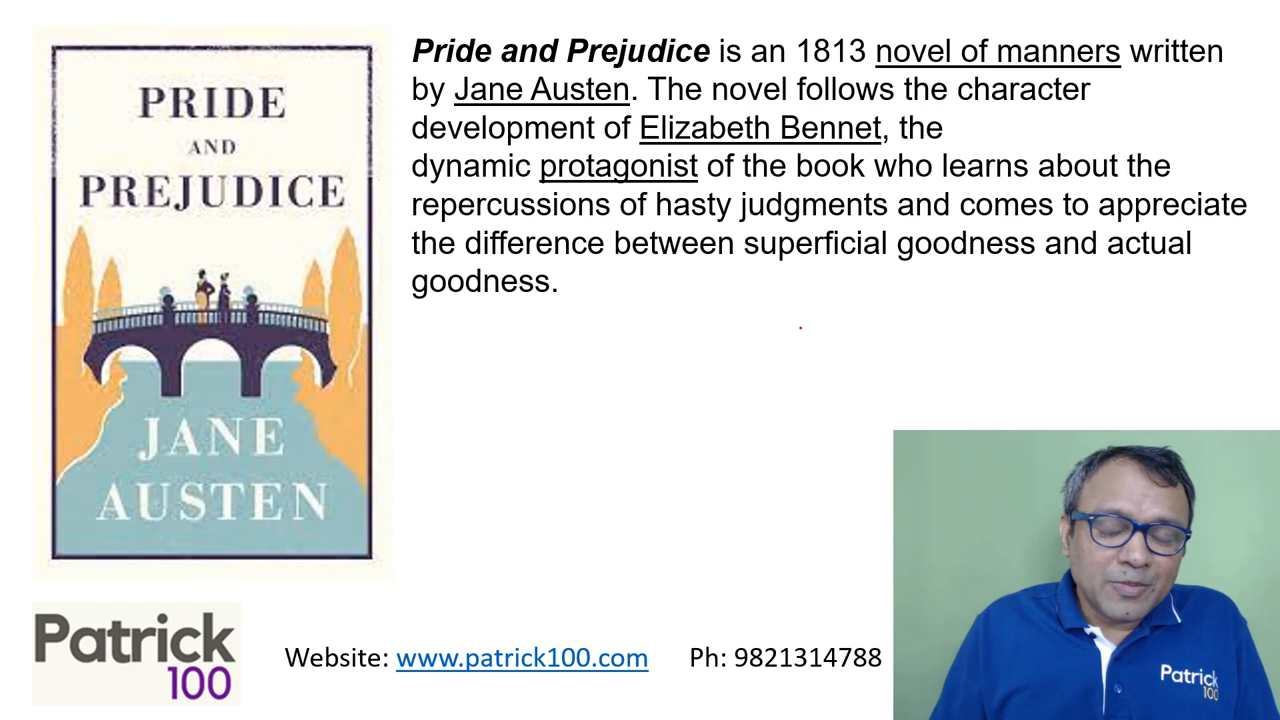 PRIDE
AND
PREJUDICE
JANE
AUSTEN
Pride and Prejudice is an 1813 novel of manners written
by Jane Austen. The novel follows the character
development of Elizabeth Bennet, the
dynamic protagonist of the book who learns about the
repercussions of hasty judgments and comes to appreciate
the difference between superficial goodness and actual
goodness.
Patrick
100
Website: www.patrick100.com Ph: 9821314788
Patrick
100